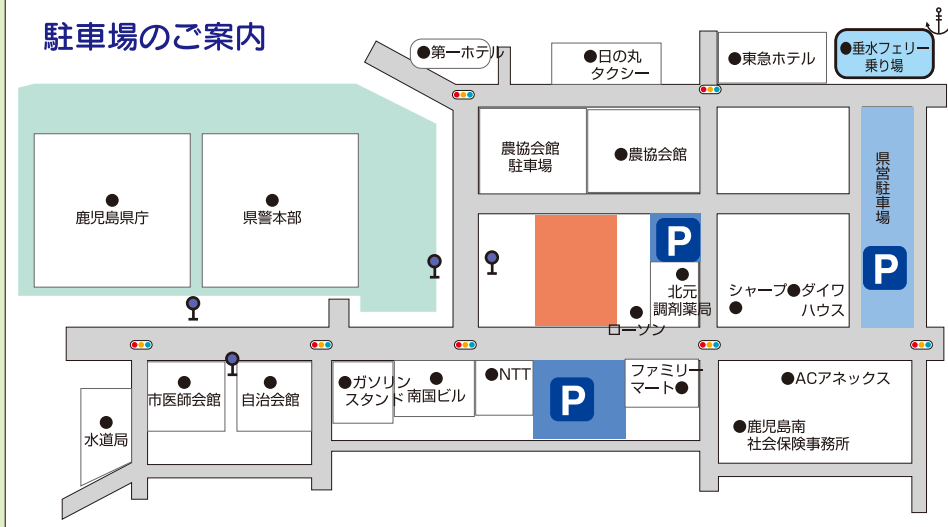 駐車場のご案内
●第一ホテル
●日の丸
タクシー
●東急ホテル
●垂水フェリー
乗り場
農協会館
駐車場
●農協会館
県営駐車場
鹿児島県庁
県警本部
P
北元
調剤薬局
ローソン
シャープ●ダイワ
ハウス
P
●ガソリン
スタンド
南国ビル
●NTT
P
ファミリー
マート●
●ACアネックス
市医師会館
自治会館
水道局
●鹿児島南
社会保険事務所